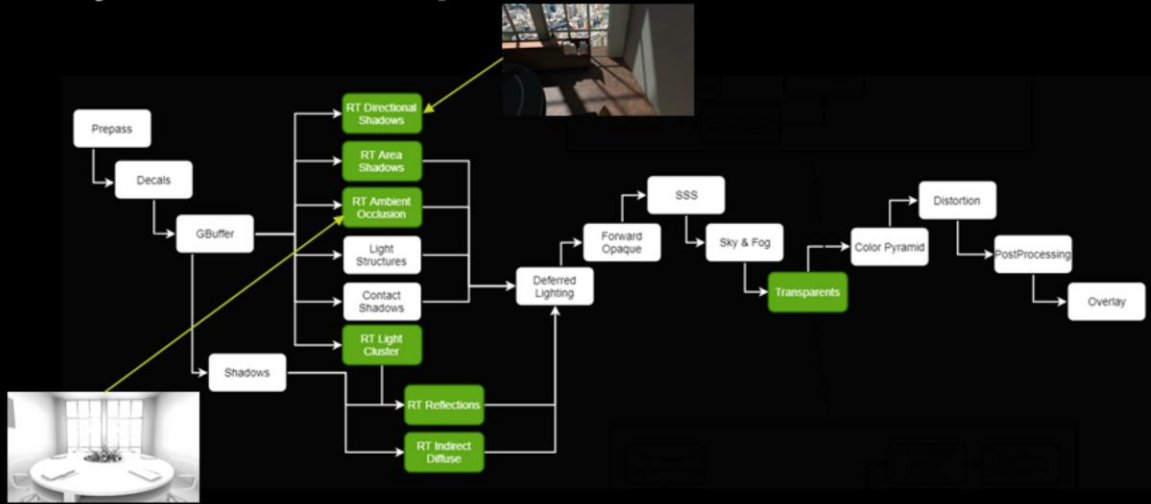 RT Directional
Shadows
Prepass
RT Area
Shadows
Decals
RT Ambient
Occlusion
GBuffer
Light
Structures
Contact
Shadows
RT Light
Cluster
Shadows
RT Reflections
RT Indirect
Diffuse
Deferred
Lighting
Forward
Opaque
SSS
Sky & Fog
Transparents
Color Pyramid
Distortion
PostProcessing
Overlay